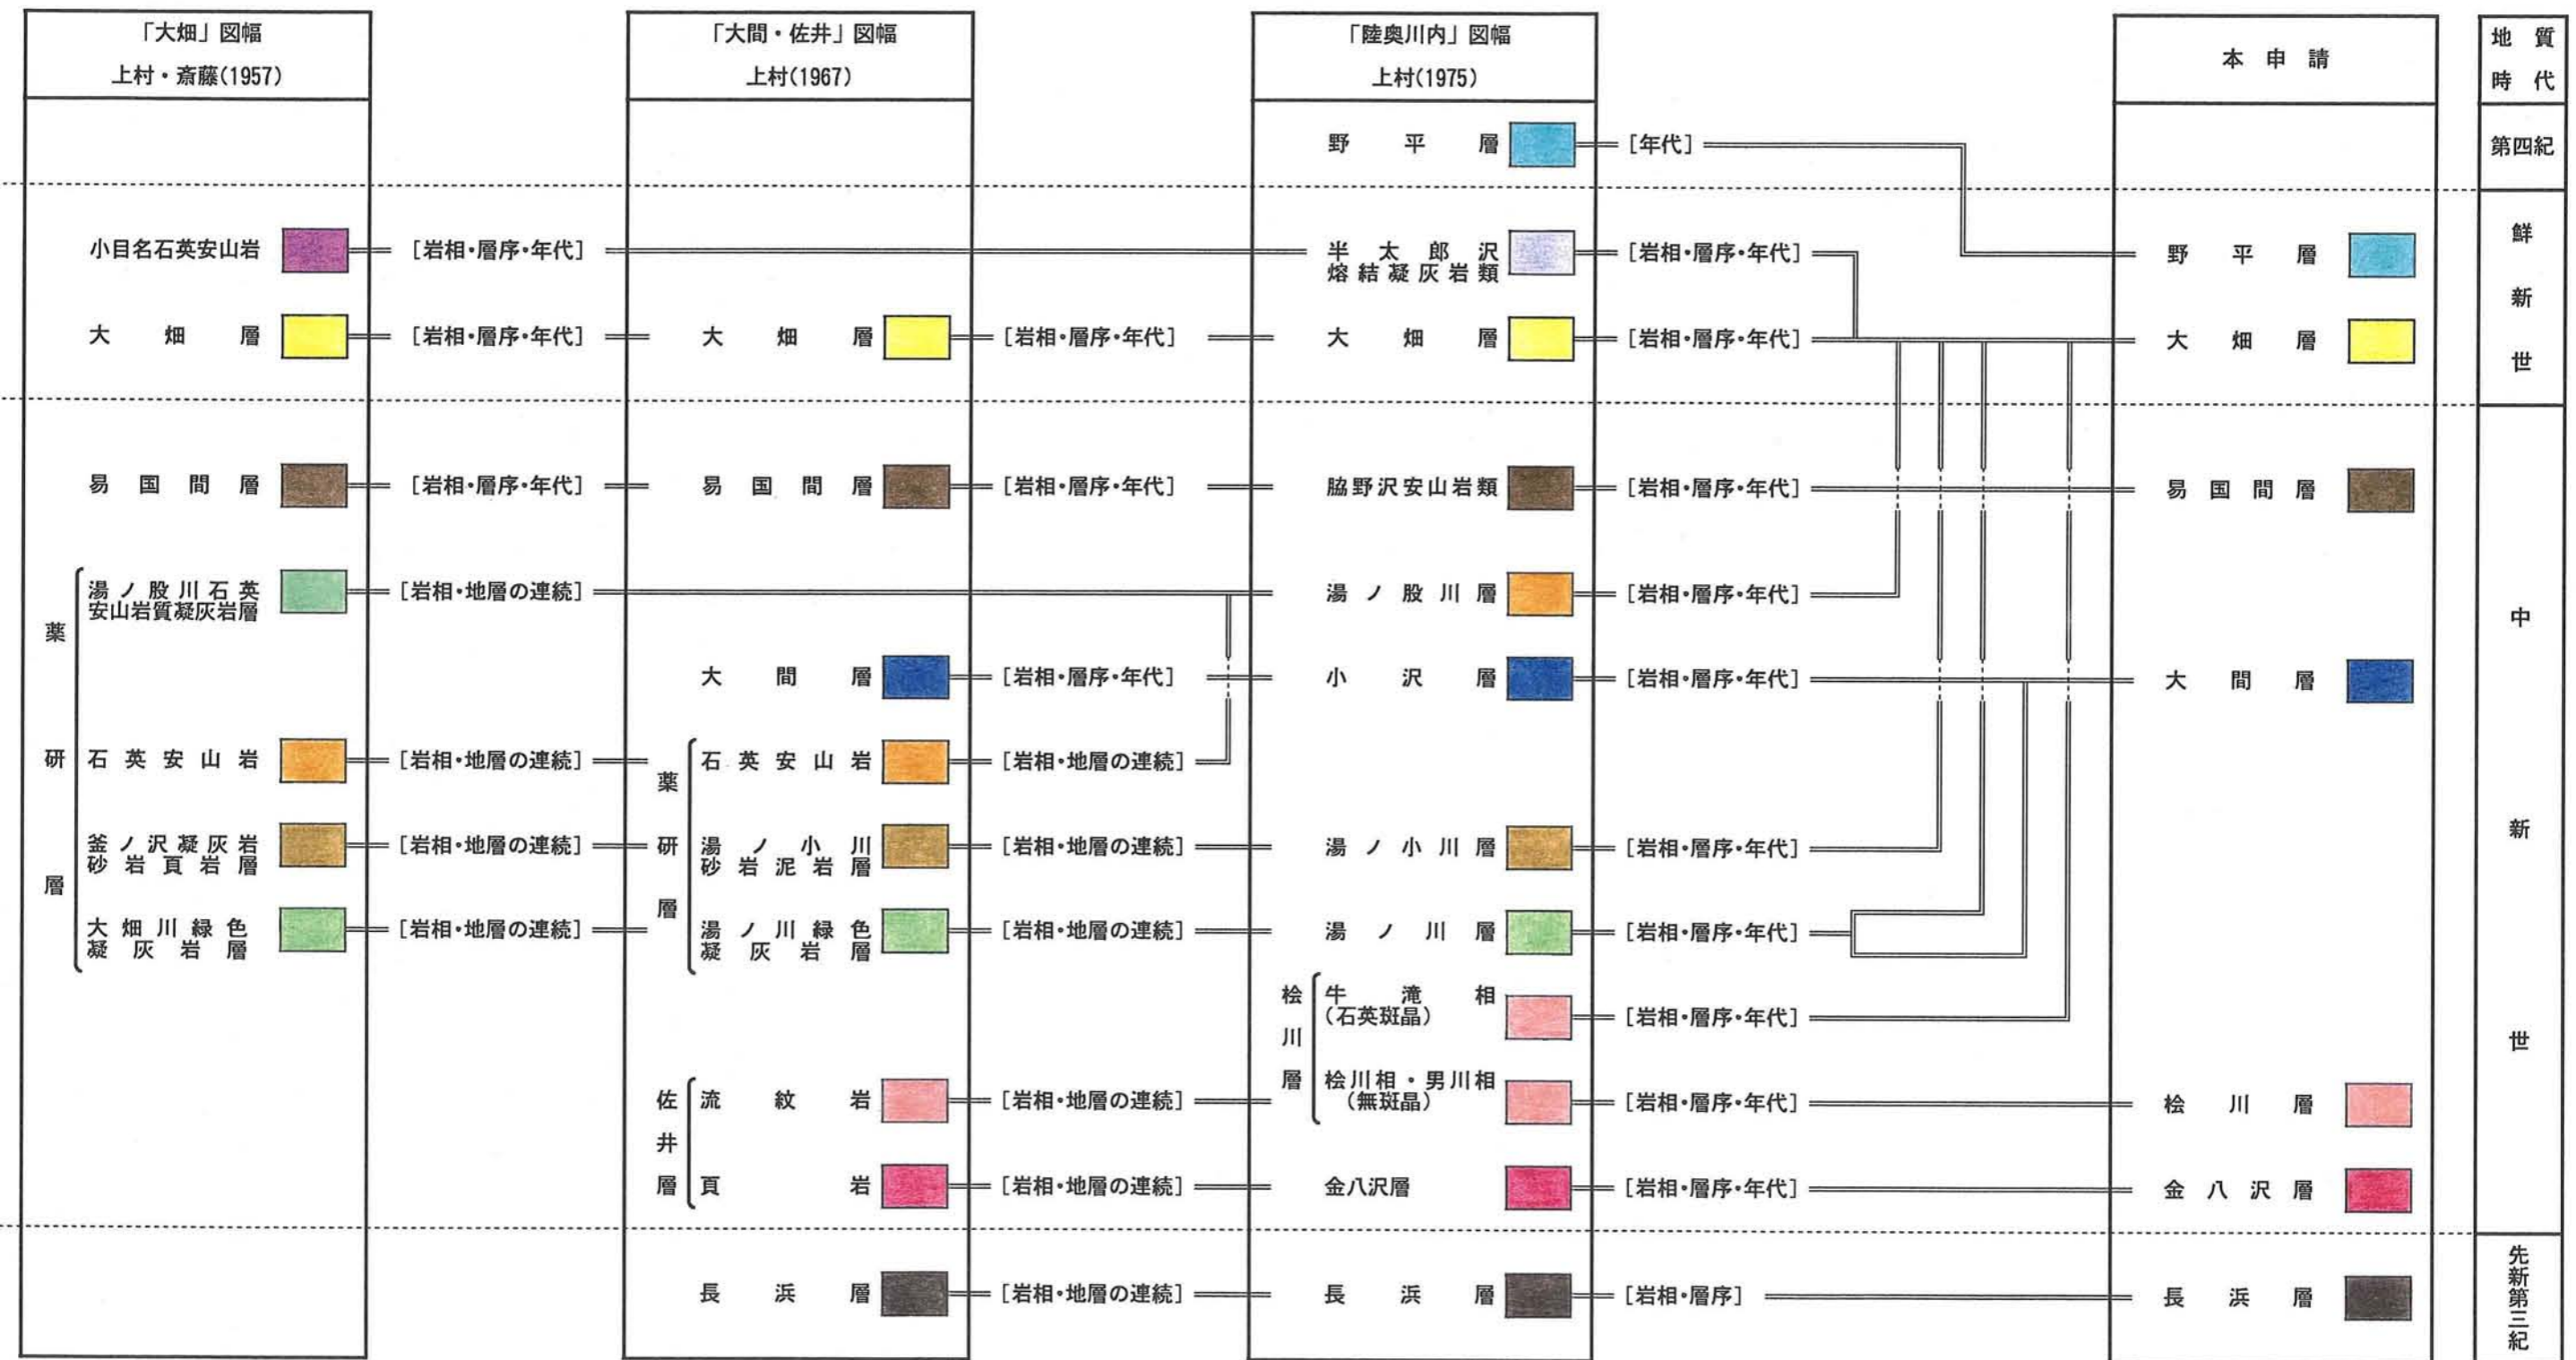 「大畑」図幅
上村・斎藤(1957)
小目名石英安山岩
[岩相・層序・年代]
大畑層
[岩相・層序・年代]
易国間層
[岩相・層序・年代]
薬研層
湯ノ股川石英
安山岩質凝灰岩層
[岩相・地層の連続]
石英安山岩
[岩相・地層の連続]
釜ノ沢凝灰岩
砂岩頁岩層
[岩相・地層の連続]
大畑川緑色
凝灰岩層
[岩相・地層の連続]
「大間・佐井」図幅
上村(1967)
大畑層
[岩相・層序・年代]
易国間層
[岩相・層序・年代]
大間層
[岩相・層序・年代]
薬研層
石英安山岩
[岩相・地層の連続]
湯ノ小川
砂岩泥岩層
[岩相・地層の連続]
湯ノ川緑色
凝灰岩層
[岩相・地層の連続]
佐井層
流紋岩
[岩相・地層の連続]
頁岩
[岩相・地層の連続]
長浜層
[岩相・地層の連続]
「陸奥川内」図幅
上村(1975)
野平層
[年代]
半太郎沢
熔結凝灰岩類
[岩相・層序・年代]
大畑層
[岩相・層序・年代]
脇野沢安山岩類
[岩相・層序・年代]
湯ノ股川層
[岩相・層序・年代]
小沢層
[岩相・層序・年代]
湯ノ小川層
[岩相・層序・年代]
湯ノ川層
[岩相・層序・年代]
桧川層
牛滝相
(石英斑晶)
[岩相・層序・年代]
桧川相・男川相
(無斑晶)
[岩相・層序・年代]
金八沢層
[岩相・層序・年代]
長浜層
[岩相・層序]
本申請
野平層
大畑層
易国間層
大間層
桧川層
金八沢層
長浜層
地質
時代
第四紀
鮮新世
中新世
先新第三紀